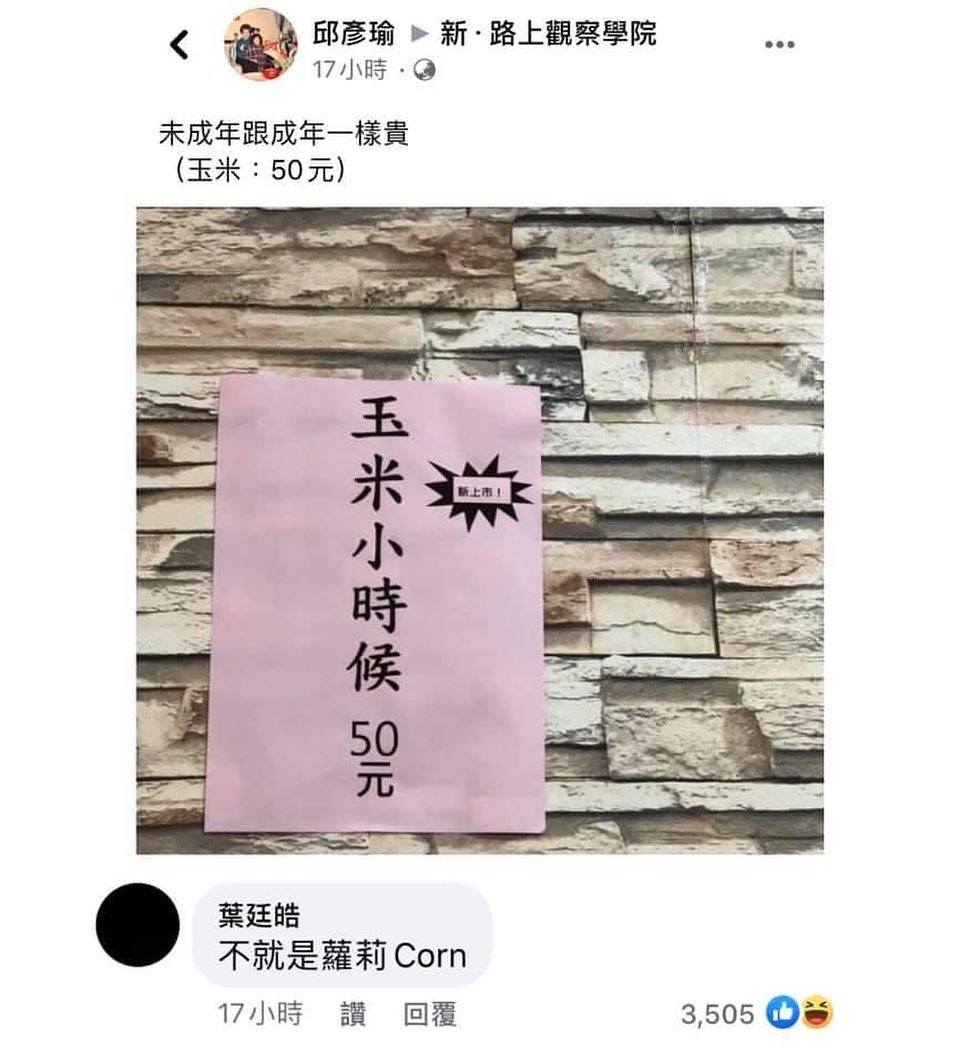 邱彥瑜 ▶ 新·路上觀察學院
17小時 ·
未成年跟成年一樣貴
（玉米：50元）
玉米小時候 50元
新上市！
葉廷皓
不就是蘿莉Corn
17小時 讚 回覆 3,505